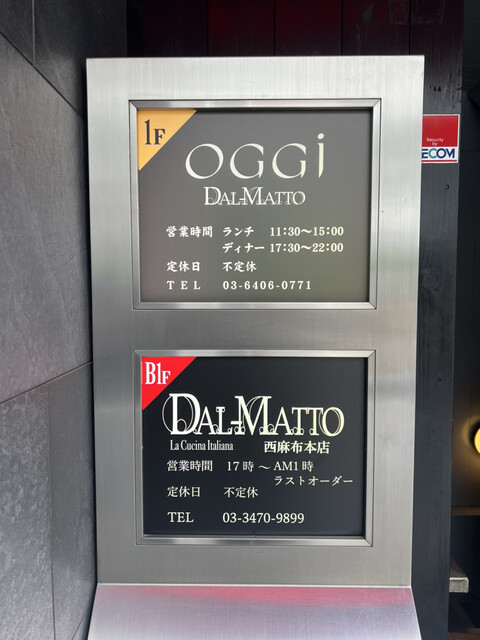 1F
OGGi
DAL-MATTO
営業時間 ランチ 11:30〜15:00
ディナー 17:30〜22:00
定休日 不定休
TEL 03-6406-0771
Security
by
ECOM
B1F
DAL-MATTO
La Cucina Italiana 西麻布本店
営業時間 17時〜AM1時
ラストオーダー
定休日 不定休
TEL 03-3470-9899